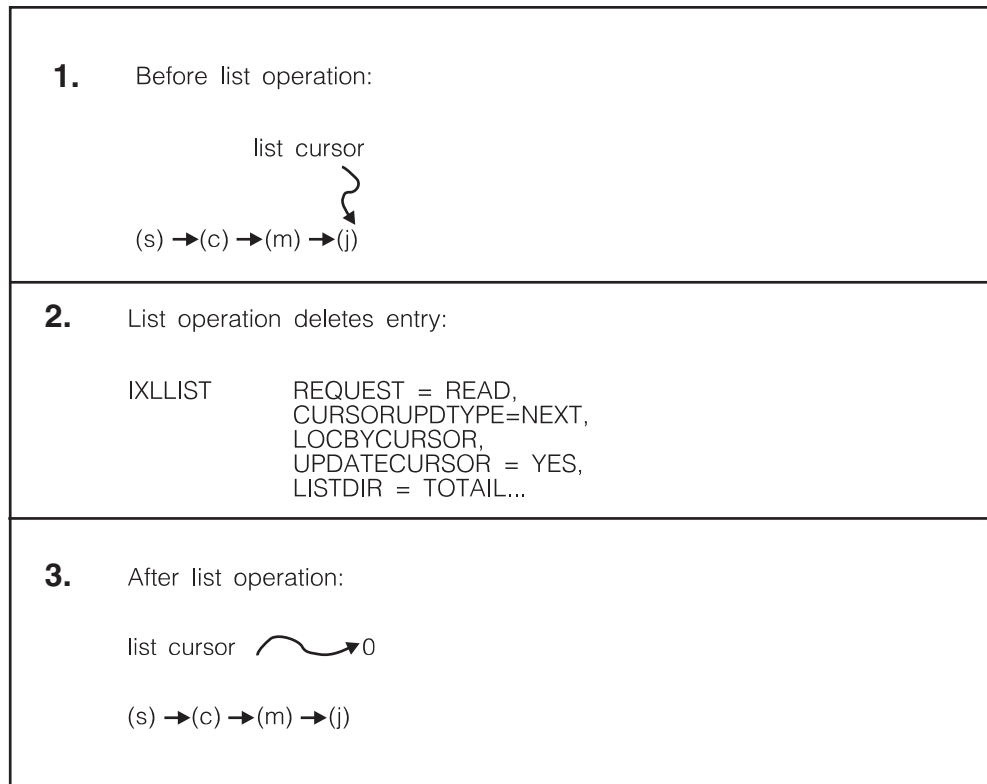 1. Before list operation:
list cursor
(s) →(c) →(m) →(j)
2. List operation deletes entry:
IXLLIST REQUEST = READ,
CURSORUPDTYPE=NEXT,
LOCBYCURSOR,
UPDATECURSOR = YES,
LISTDIR = TOTAIL...
3. After list operation:
list cursor 0
(s) →(c) →(m) →(j)